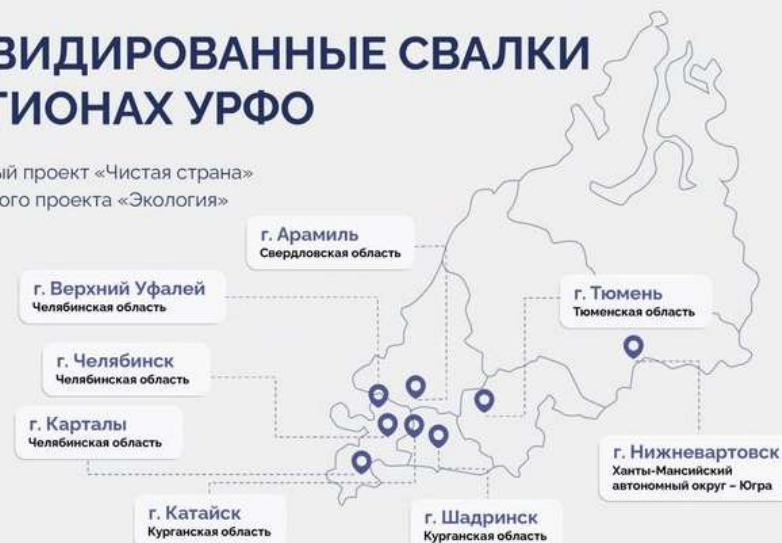 ВИДИРОВАННЫЕ СВАЛКИ
ГИОНАХ УРФО
ый проект «Чистая страна»
ого проекта «Экология»
г. Арамиль
Свердловская область
г. Верхний Уфалей
Челябинская область
г. Тюмень
Тюменская область
г. Челябинск
Челябинская область
г. Карталы
Челябинская область
г. Нижневартовск
Ханты-Мансийский
автономный округ – Югра
г. Катайск
Курганская область
г. Шадринск
Курганская область